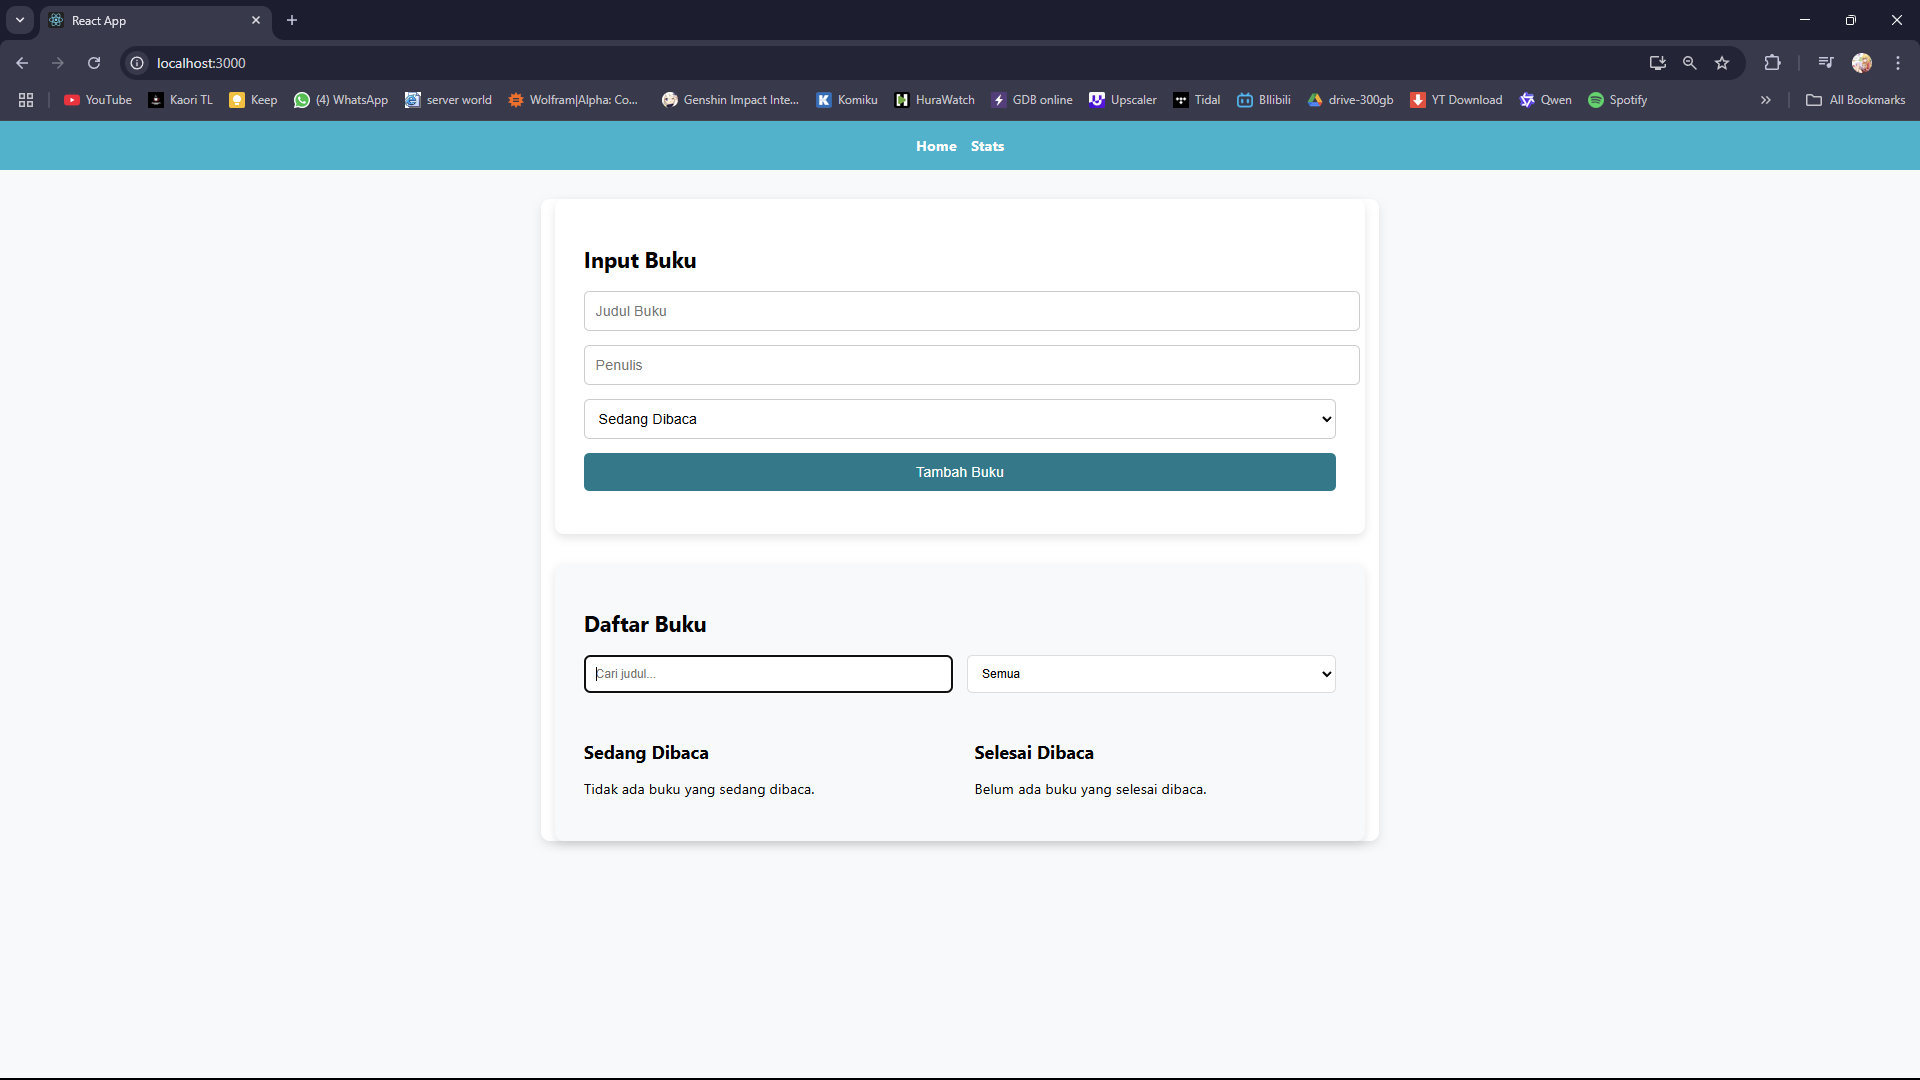 React App
localhost:3000
YouTube Kaori TL Keep (4) WhatsApp server world Wolfram|Alpha: Co... Genshin Impact Inte... Komiku HuraWatch GDB online Upscaler Tidal BIlibili drive-300gb YT Download Qwen Spotify All Bookmarks
Home Stats
Input Buku
Judul Buku
Penulis
Sedang Dibaca
Tambah Buku
Daftar Buku
Cari judul... Semua
Sedang Dibaca Selesai Dibaca
Tidak ada buku yang sedang dibaca. Belum ada buku yang selesai dibaca.